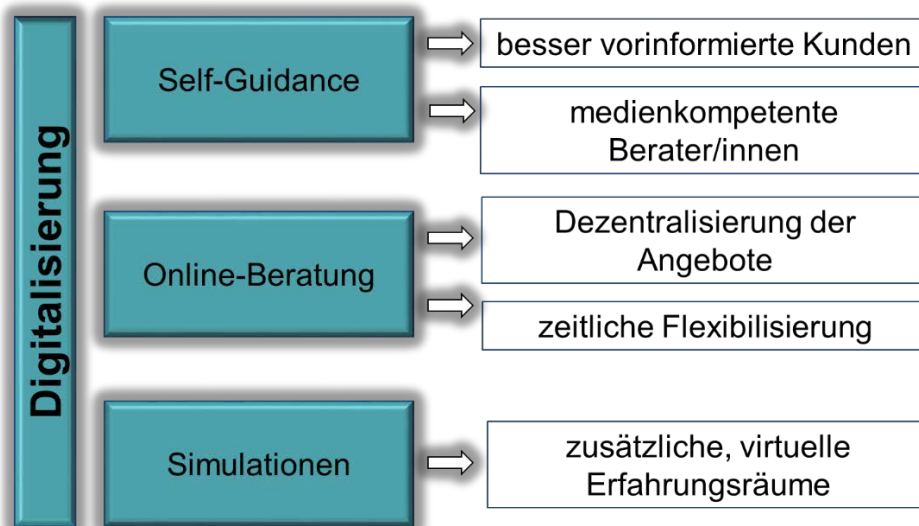 Digitalisierung
Self-Guidance
besser vorinformierte Kunden
medienkompetente
Berater/innen
Online-Beratung
Dezentralisierung der
Angebote
zeitliche Flexibilisierung
Simulationen
zusätzliche, virtuelle
Erfahrungsräume